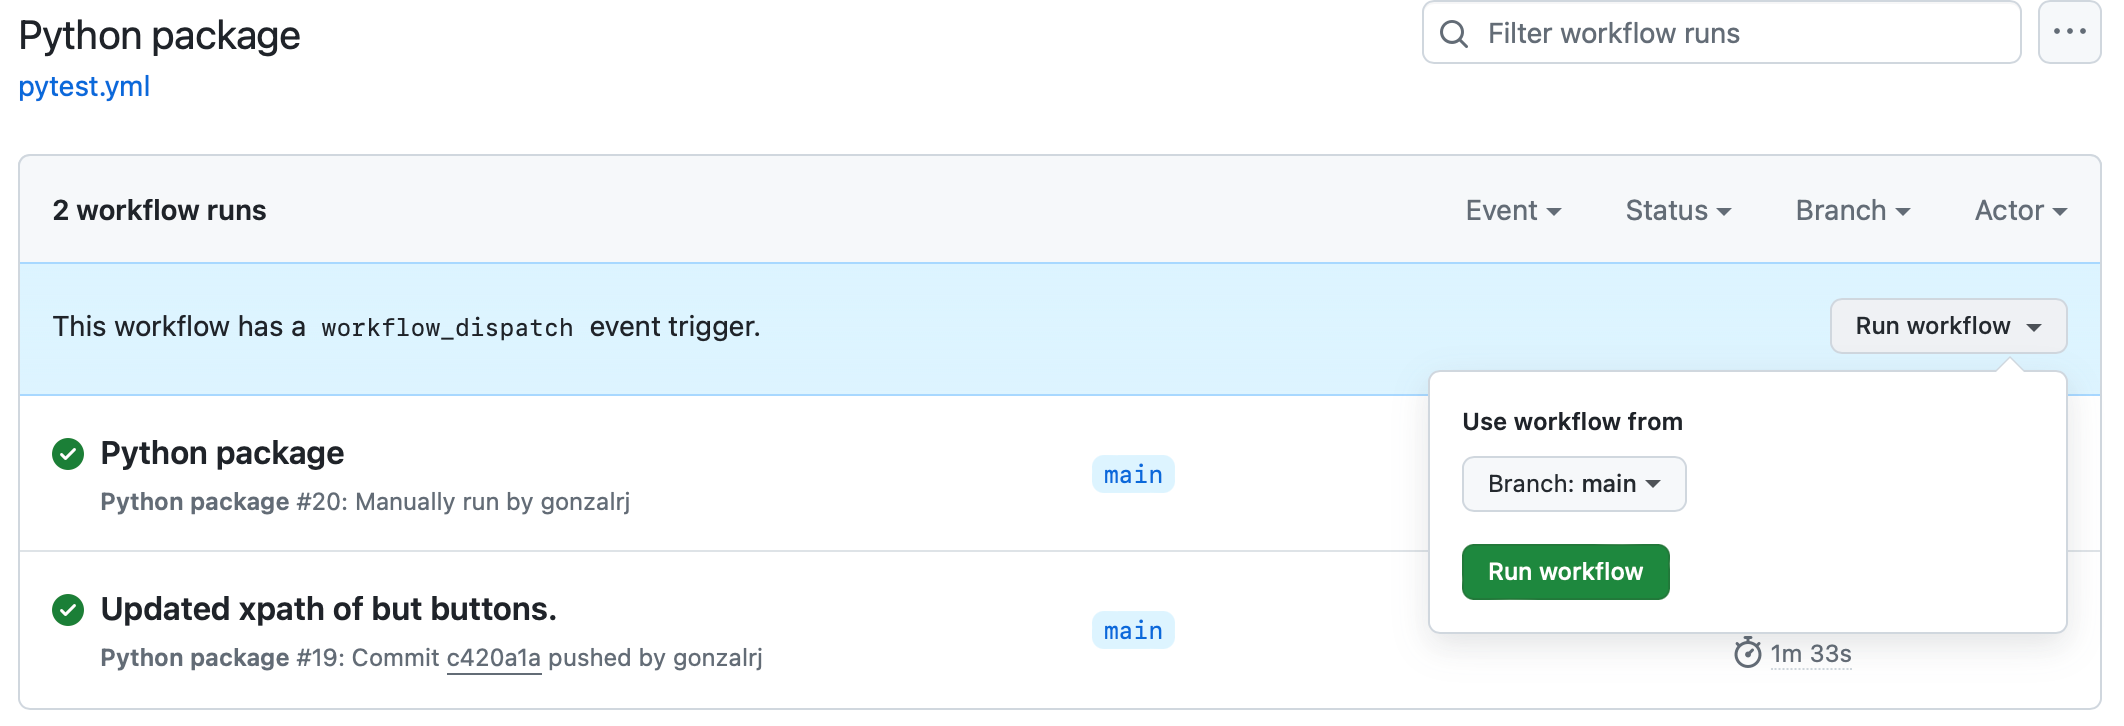 Python package
Filter workflow runs
pytest.yml
2 workflow runs
Event
Status
Branch
Actor
This workflow has a workflow_dispatch event trigger.
Run workflow
Use workflow from
Branch: main
Run workflow
Python package
Python package #20: Manually run by gonzalrj
main
Updated xpath of but buttons.
Python package #19: Commit c420a1a pushed by gonzalrj
main
1m 33s